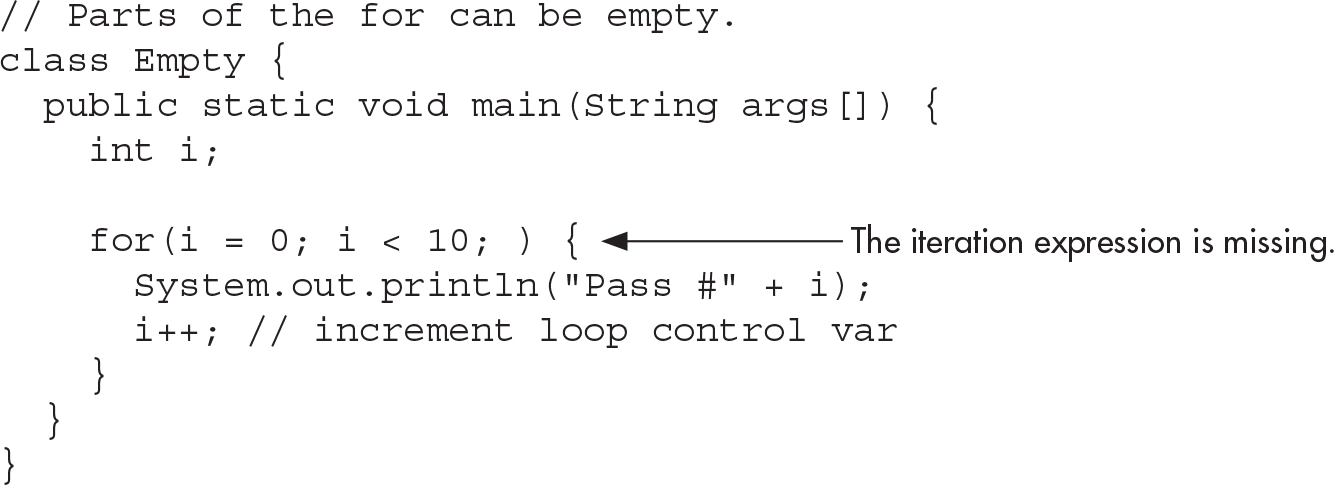 // Parts of the for can be empty.
class Empty {
  public static void main(String args[]) {
    int i;

    for(i = 0; i < 10; ) { The iteration expression is missing.
      System.out.println("Pass #" + i);
      i++; // increment loop control var
    }
  }
}